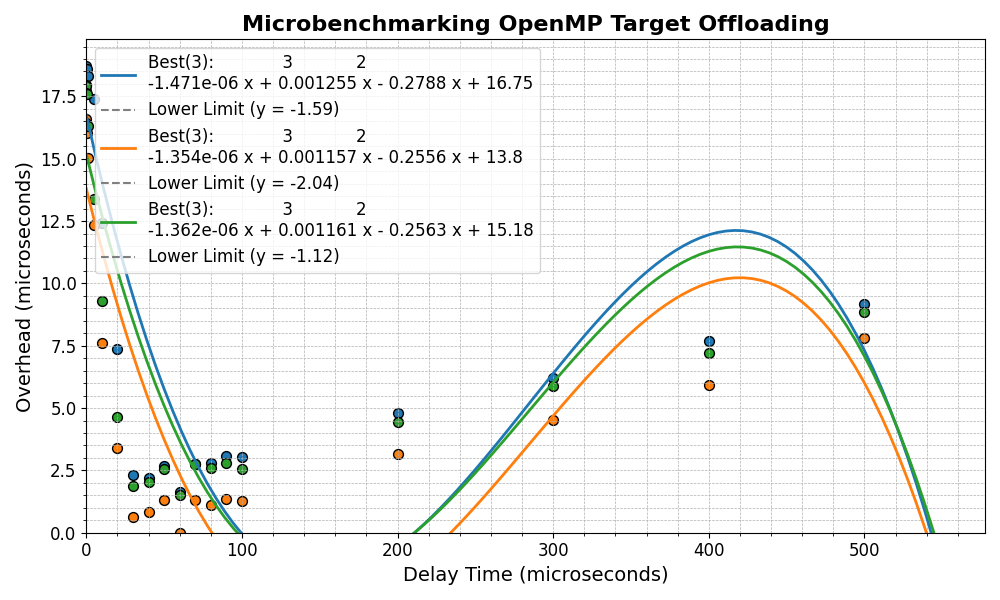 Microbenchmarking OpenMP Target Offloading
Best(3): 3 2
-1.471e-06 x + 0.001255 x - 0.2788 x + 16.75
Lower Limit (y = -1.59)
Best(3): 3 2
-1.354e-06 x + 0.001157 x - 0.2556 x + 13.8
Lower Limit (y = -2.04)
Best(3): 3 2
-1.362e-06 x + 0.001161 x - 0.2563 x + 15.18
Lower Limit (y = -1.12)
Overhead (microseconds)
17.5
15.0
12.5
10.0
7.5
5.0
2.5
0.0
0 100 200 300 400 500
Delay Time (microseconds)